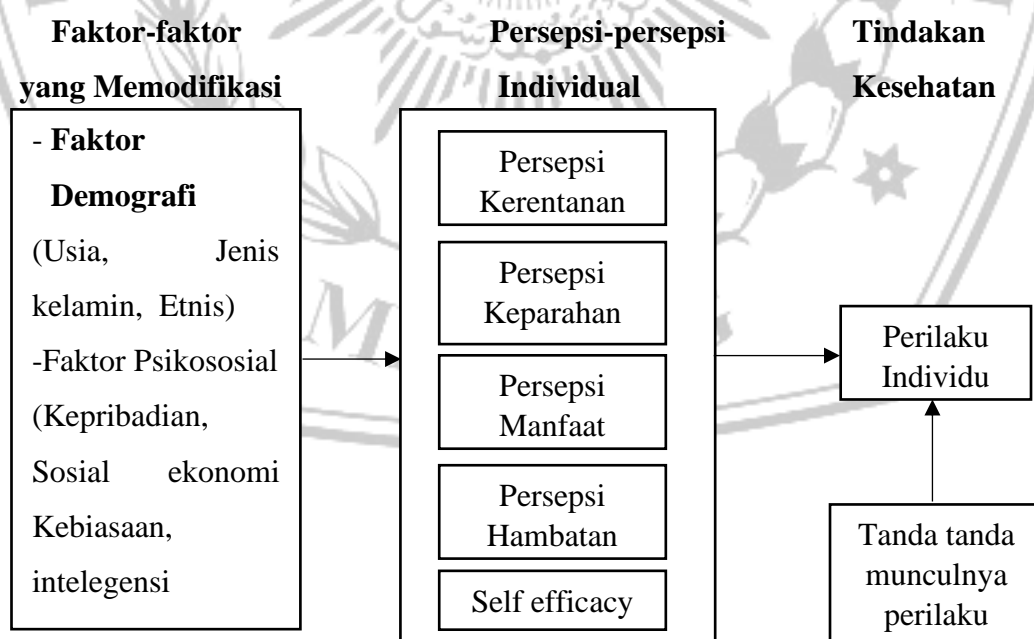 Faktor-faktor
yang Memodifikasi
- Faktor
Demografi
(Usia, Jenis
kelamin, Etnis)
-Faktor Psikososial
(Kepribadian,
Sosial ekonomi
Kebiasaan,
intelegensi
Persepsi-persepsi
Individual
Persepsi
Kerentanan
Persepsi
Keparahan
Persepsi
Manfaat
Persepsi
Hambatan
Self efficacy
Tindakan
Kesehatan
Perilaku
Individu
Tanda tanda
munculnya
perilaku